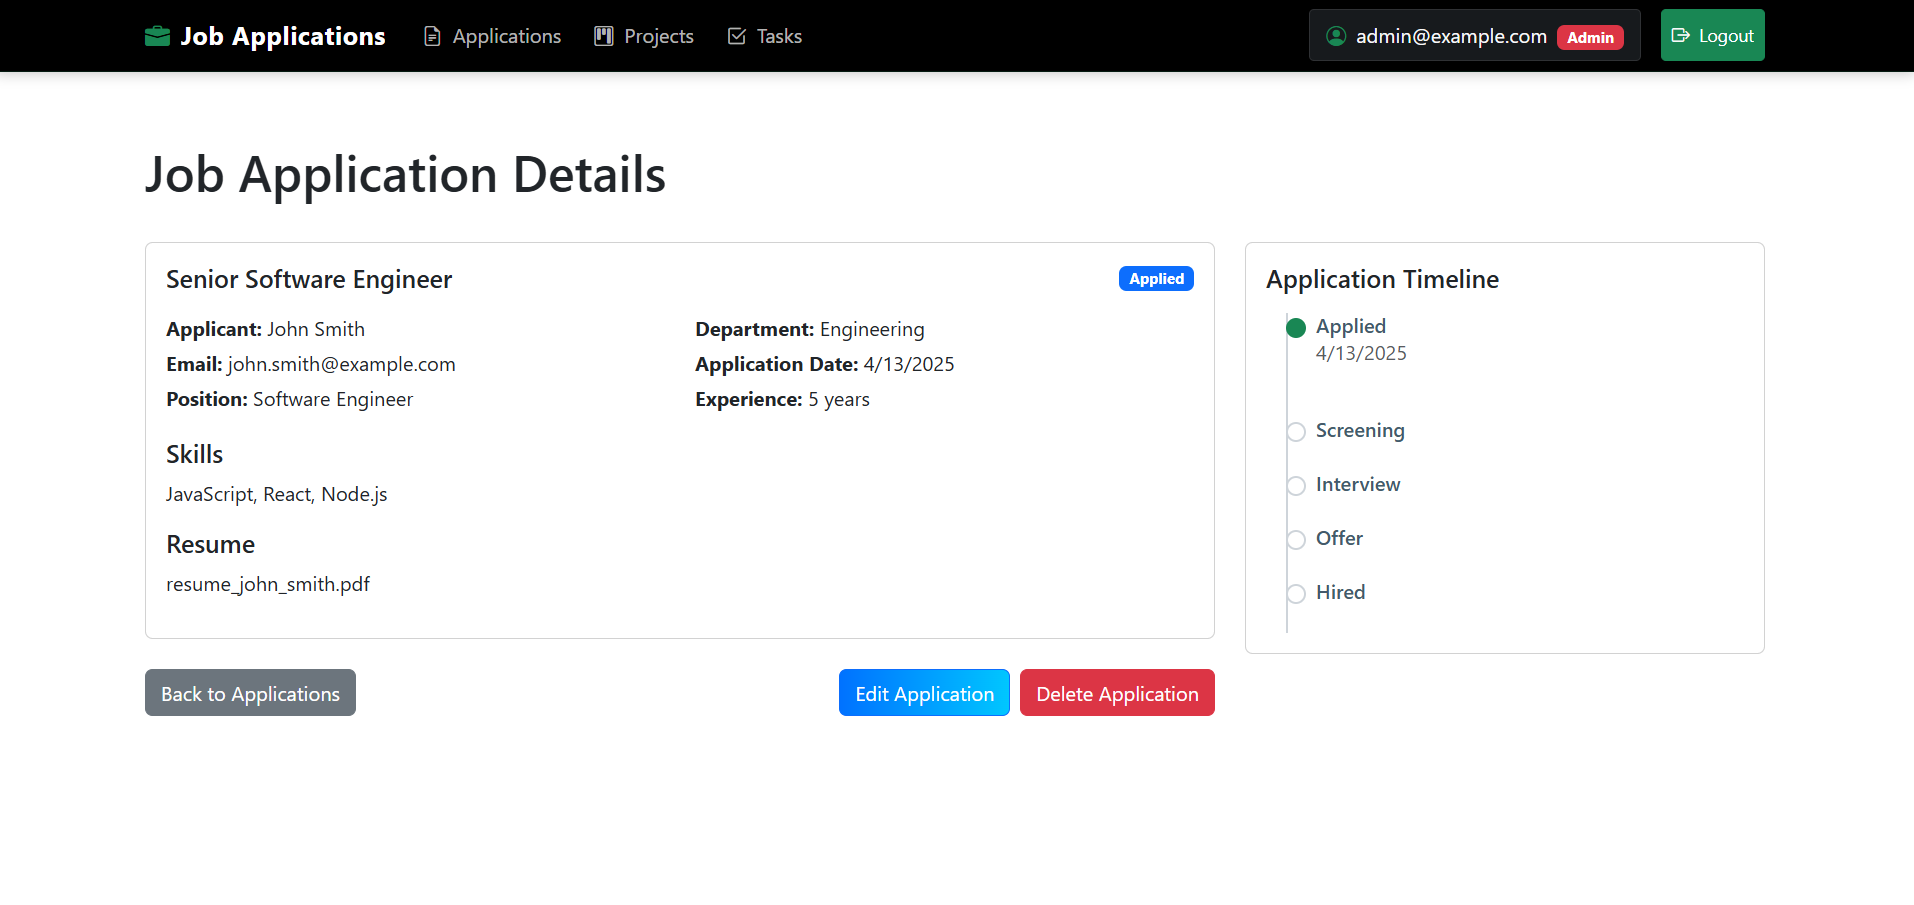 Job Applications
Applications
Projects
Tasks
admin@example.com
Admin
Logout
Job Application Details
Senior Software Engineer
Applied
Applicant: John Smith
Department: Engineering
Email: john.smith@example.com
Application Date: 4/13/2025
Position: Software Engineer
Experience: 5 years
Skills
JavaScript, React, Node.js
Resume
resume_john_smith.pdf
Application Timeline
Applied
4/13/2025
Screening
Interview
Offer
Hired
Back to Applications
Edit Application
Delete Application